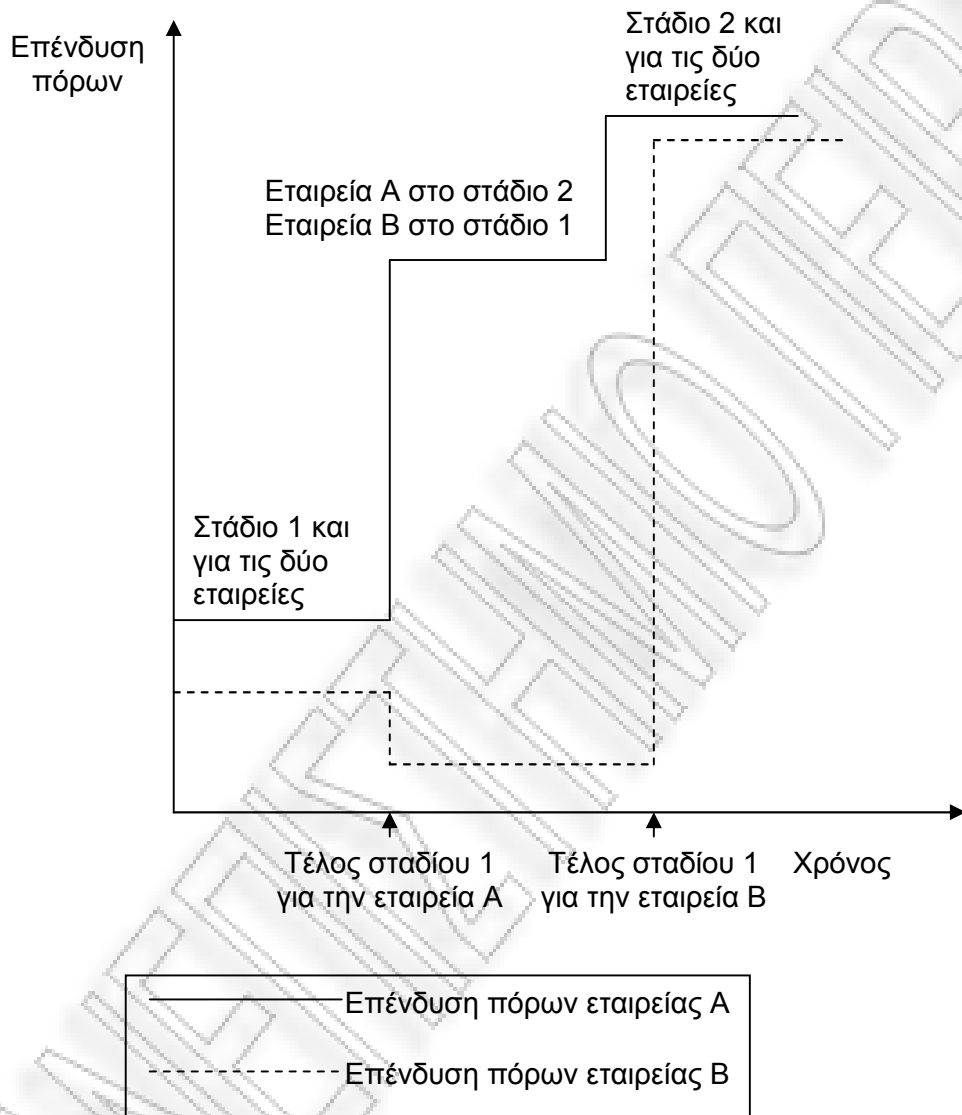 Επένδυση
πόρων
Στάδιο 2 και
για τις δύο
εταιρείες
Εταιρεία Α στο στάδιο 2
Εταιρεία Β στο στάδιο 1
Στάδιο 1 και
για τις δύο
εταιρείες
Τέλος σταδίου 1
για την εταιρεία Α
Τέλος σταδίου 1
για την εταιρεία Β
Χρόνος
Επένδυση πόρων εταιρείας Α
Επένδυση πόρων εταιρείας Β